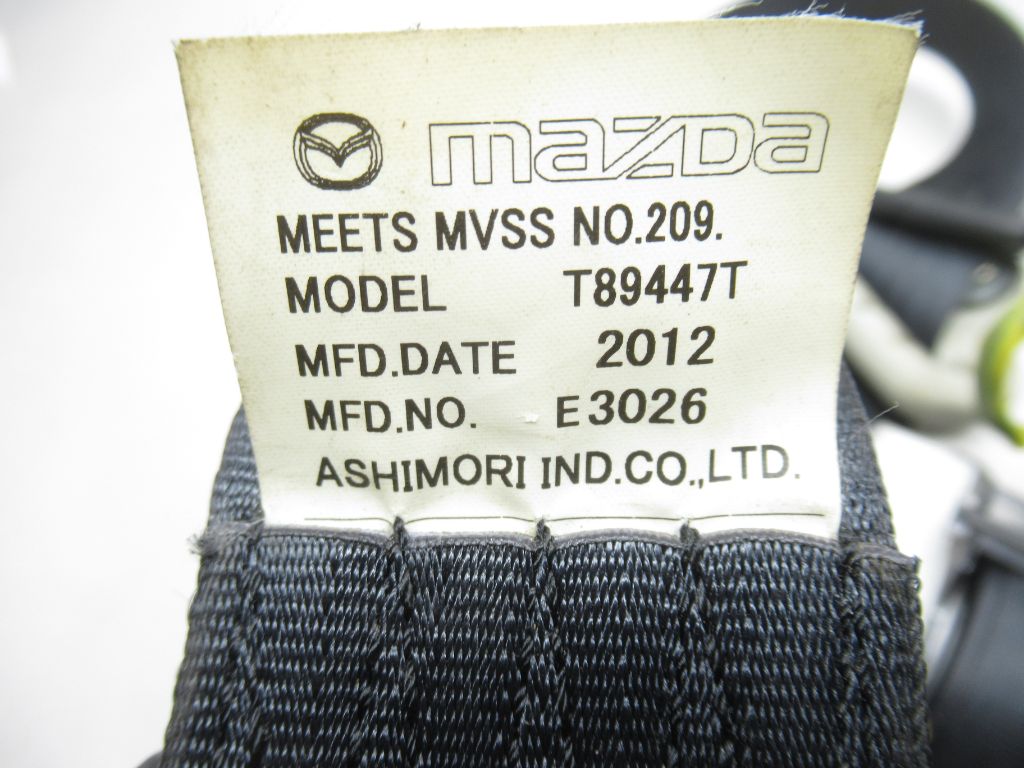 mazda
MEETS MVSS NO.209.
MODEL T89447T
MFD.DATE 2012
MFD.NO. E3026
ASHIMORI IND.CO.,LTD.